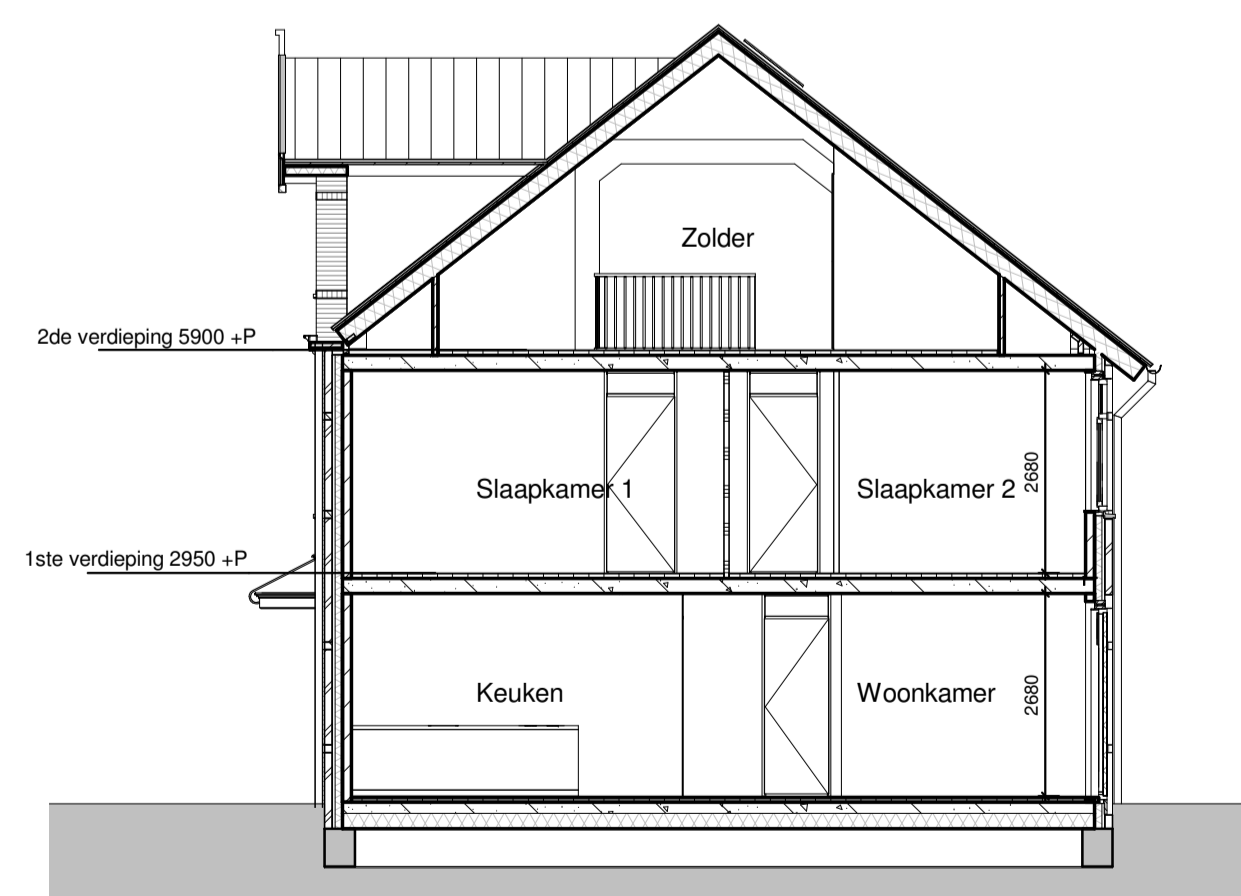 Zolder
2de verdieping 5900 +P
Slaapkamer 1
Slaapkamer 2
2680
1ste verdieping 2950 +P
Keuken
Woonkamer
2680